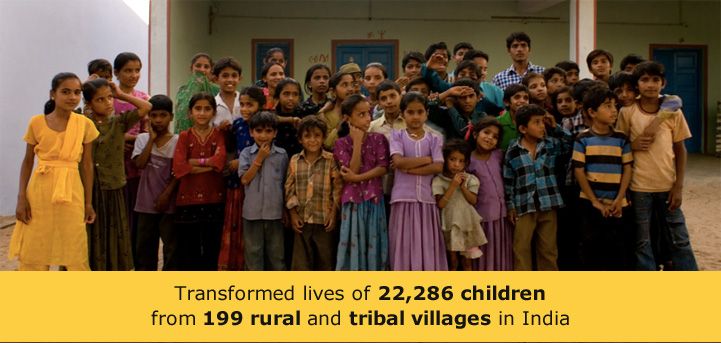 Transformed lives of 22,286 children
from 199 rural and tribal villages in India